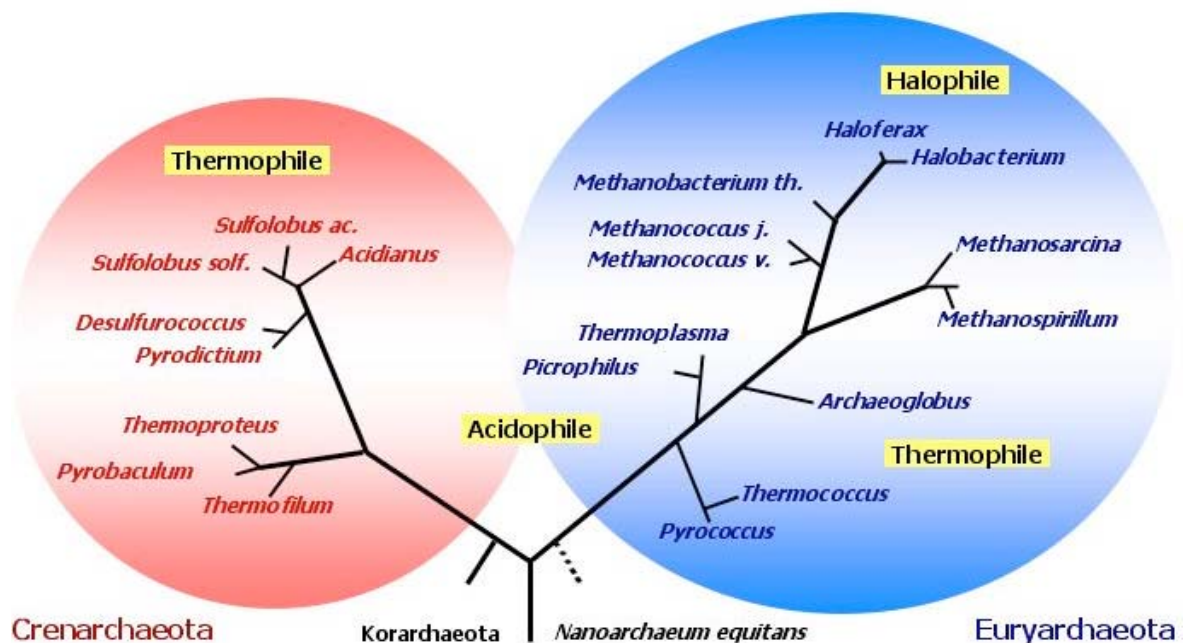 Halophile
Haloferax
Halobacterium
Thermophile
Methanobacterium th.
Sulfolobus ac.
Methanococcus j.
Acidianus
Methanosarcina
Sulfolobus solf.
Methanococcus v.
Desulfurococcus
Methanospirillum
Thermoplasma
Pyrodictium
Picrophilus
Archaeoglobus
Thermoproteus
Acidophile
Thermophile
Pyrobaculum
Thermococcus
Thermofilum
Pyrococcus
Crenarchaeota
Korarchaeota
Nanoarchaeum equitans
Euryarchaeota